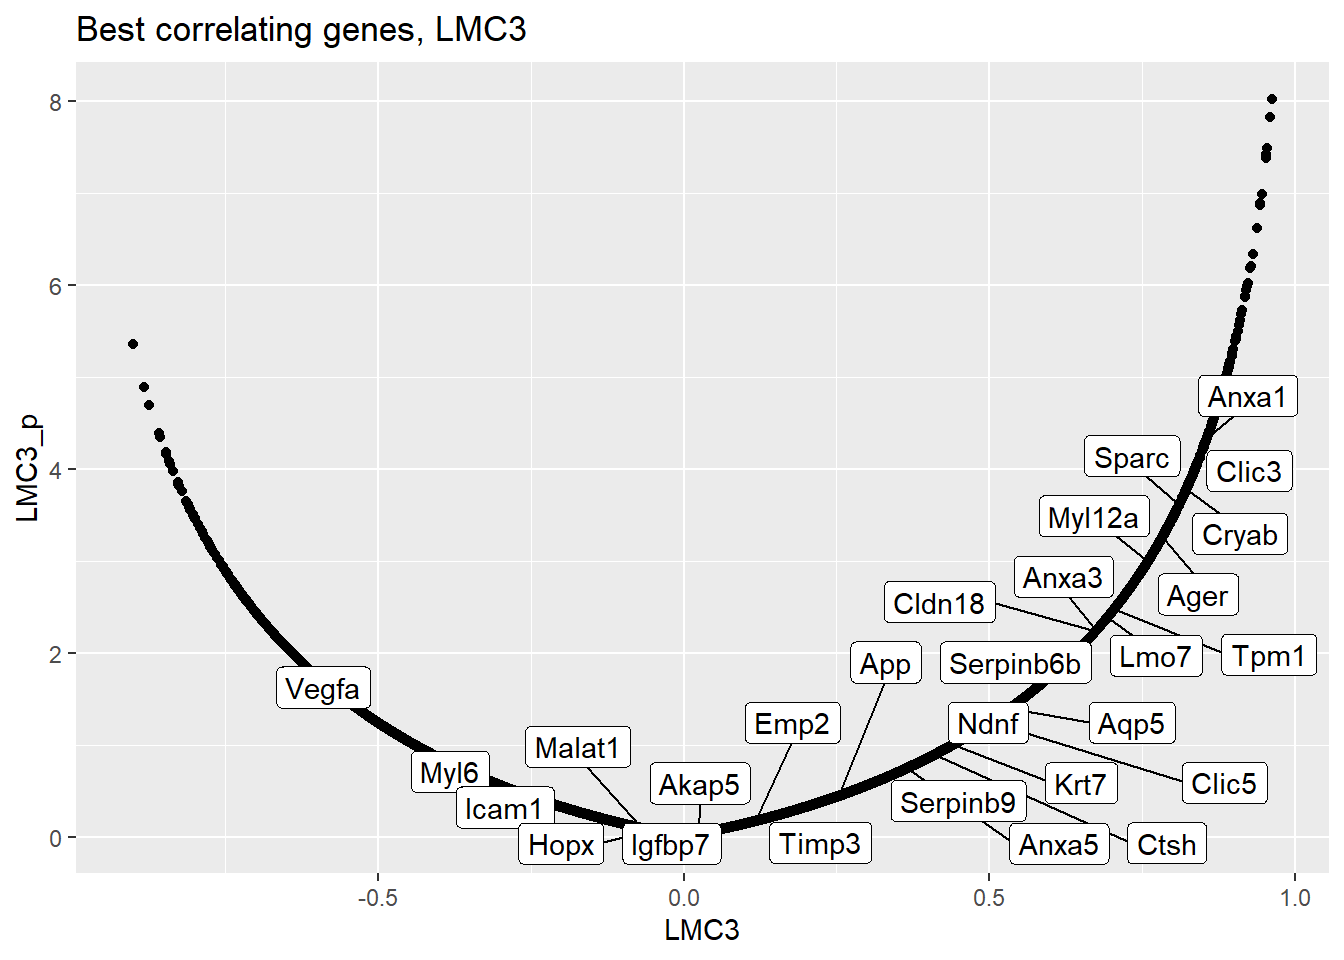 Best correlating genes, LMC3
8
6
4
2
0
LMC3_p
Anxa1
Sparc
Clic3
Myl12a
Cryab
Anxa3
Cldn18
Ager
App
Serpinb6b
Lmo7
Tpm1
Vegfa
Emp2
Ndnf
Aqp5
Malat1
Myl6
Akap5
Krt7
Clic5
Icam1
Serpinb9
Hopx
Igfbp7
Timp3
Anxa5
Ctsh
-0.5
0.0
0.5
1.0
LMC3